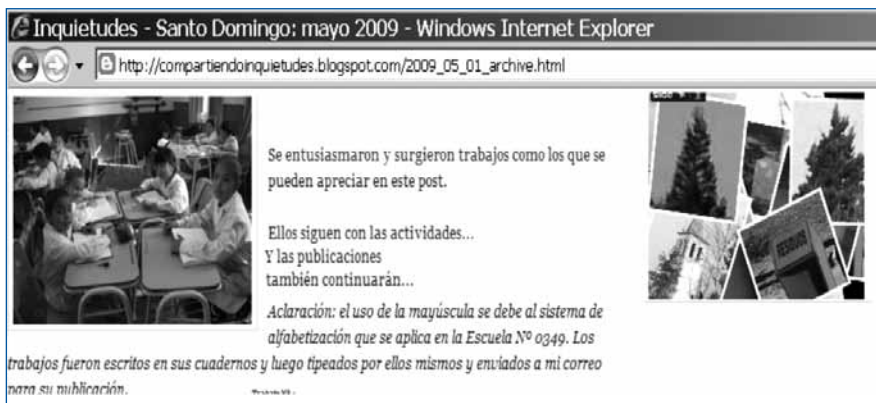 Inquietudes - Santo Domingo: mayo 2009 - Windows Internet Explorer
http://compartiendoinquietudes.blogspot.com/2009_05_01_archive.html
Se entusiasmaron y surgieron trabajos como los que se
pueden apreciar en este post.
Ellos siguen con las actividades...
Y las publicaciones
también continuarán...
Aclaración: el uso de la mayúscula se debe al sistema de
alfabetización que se aplica en la Escuela Nº 0349. Los
trabajos fueron escritos en sus cuadernos y luego tipeados por ellos mismos y enviados a mi correo
para su publicación.